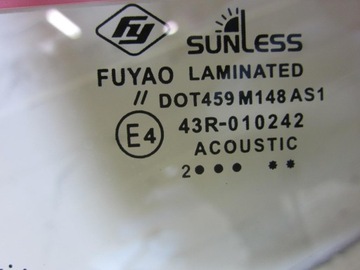 FY SUNLESS
FUYAO LAMINATED
// DOT459 M148 AS1
E4 43R-010242
ACOUSTIC
2●●● ●●